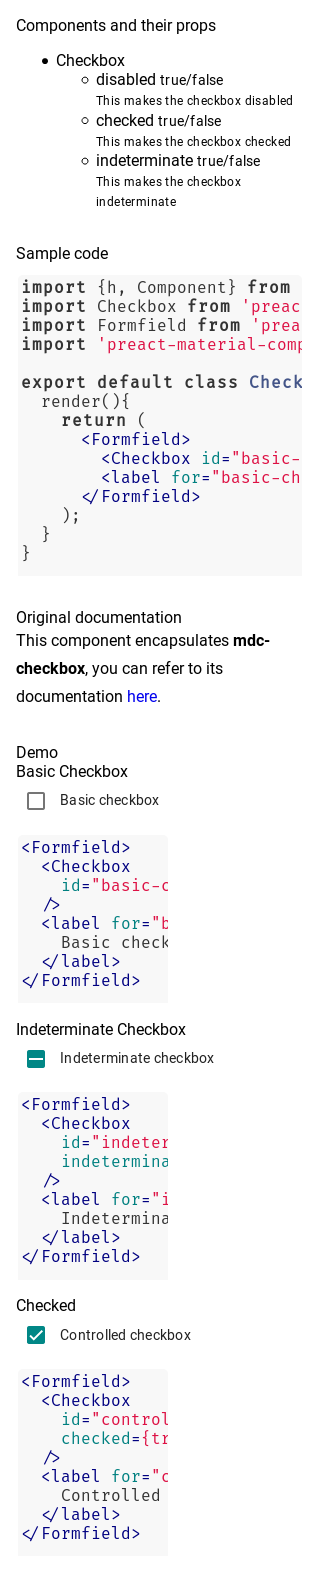 Components and their props
Checkbox
disabled true/false
This makes the checkbox disabled
checked true/false
This makes the checkbox checked
indeterminate true/false
This makes the checkbox
indeterminate
Sample code
import {h, Component} from
import Checkbox from 'preac
import Formfield from 'prea
import 'preact-material-comp
export default class Check
render(){
return (
<Formfield>
<Checkbox id="basic-
<label for="basic-ch
</Formfield>
);
}
}
Original documentation
This component encapsulates mdc-
checkbox, you can refer to its
documentation here.
Demo
Basic Checkbox
Basic checkbox
<Formfield>
<Checkbox
id="basic-c
/>
<label for="b
Basic check
</label>
</Formfield>
Indeterminate Checkbox
Indeterminate checkbox
<Formfield>
<Checkbox
id="indeter
indetermina
/>
<label for="i
Indetermina
</label>
</Formfield>
Checked
Controlled checkbox
<Formfield>
<Checkbox
id="control
checked={tr
/>
<label for="c
Controlled
</label>
</Formfield>